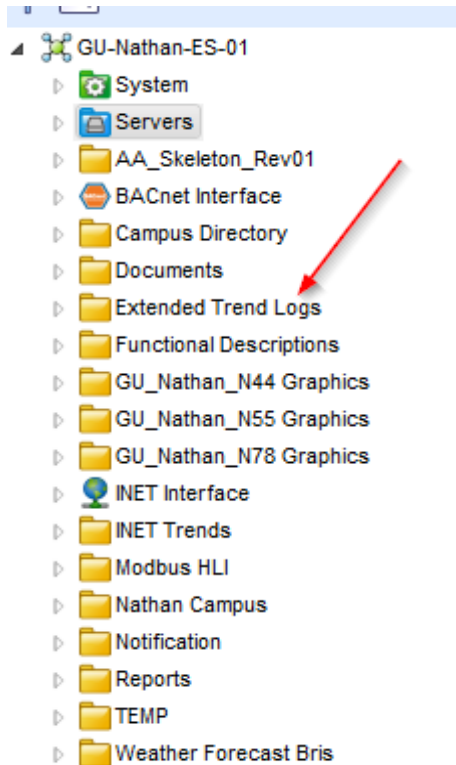 GU-Nathan-ES-01
System
Servers
AA_Skeleton_Rev01
BACnet Interface
Campus Directory
Documents
Extended Trend Logs
Functional Descriptions
GU_Nathan_N44 Graphics
GU_Nathan_N55 Graphics
GU_Nathan_N78 Graphics
INET Interface
INET Trends
Modbus HLI
Nathan Campus
Notification
Reports
TEMP
Weather Forecast Bris